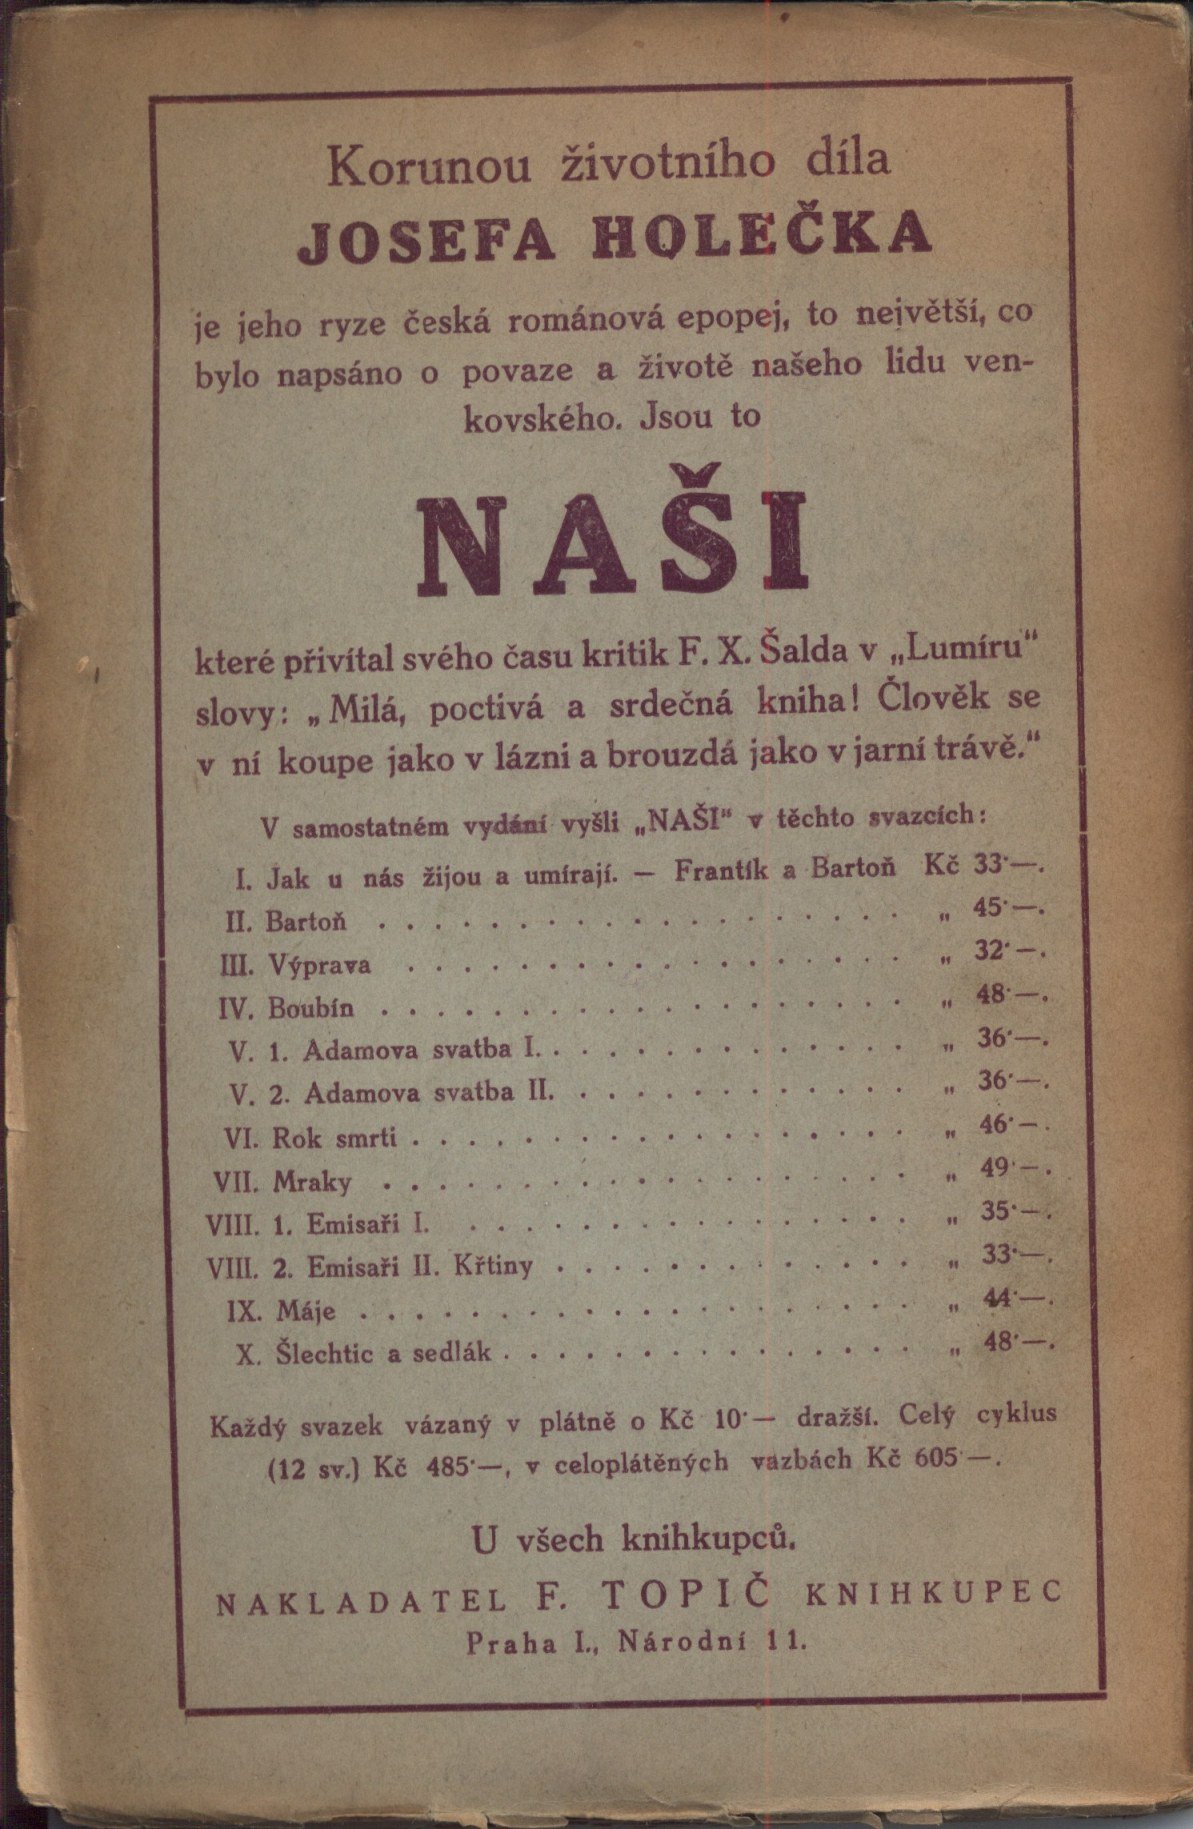 Korunou životního díla
JOSEFA HOLEČKA
je jeho ryze česká románová epopej, to největší, co
bylo napsáno o povaze a životě našeho lidu ven-
kovského. Jsou to
NAŠI
které přivítal svého času kritik F. X. Šalda v „Lumíru“
slovy: „Milá, poctivá a srdečná kniha! Člověk se
v ní koupe jako v lázni a brouzdá jako v jarní trávě.“
V samostatném vydání vyšli „NAŠI“ v těchto svazcích:
I. Jak u nás žijou a umírají. — Frantík a Bartoň Kč 33·—.
II. Bartoň . . . . . . . . . . . . . . . . . . . „ 45·—.
III. Výprava . . . . . . . . . . . . . . . . . . „ 32·—.
IV. Boubín . . . . . . . . . . . . . . . . . . . „ 48·—.
V. 1. Adamova svatba I. . . . . . . . . . . . . . „ 36·—.
V. 2. Adamova svatba II. . . . . . . . . . . . . „ 36·—.
VI. Rok smrti . . . . . . . . . . . . . . . . . . „ 46·—.
VII. Mraky . . . . . . . . . . . . . . . . . . . „ 49·—.
VIII. 1. Emisaři I. . . . . . . . . . . . . . . . . „ 35·—.
VIII. 2. Emisaři II. Křtiny . . . . . . . . . . . . . „ 33·—.
IX. Máje . . . . . . . . . . . . . . . . . . . . „ 44·—.
X. Šlechtic a sedlák . . . . . . . . . . . . . . . „ 48·—.
Každý svazek vázaný v plátně o Kč 10·— dražší. Celý cyklus
(12 sv.) Kč 485·—, v celoplátěných vazbách Kč 605·—.
U všech knihkupců.
NAKLADATEL F. TOPIČ KNIHKUPEC
Praha I., Národní 11.